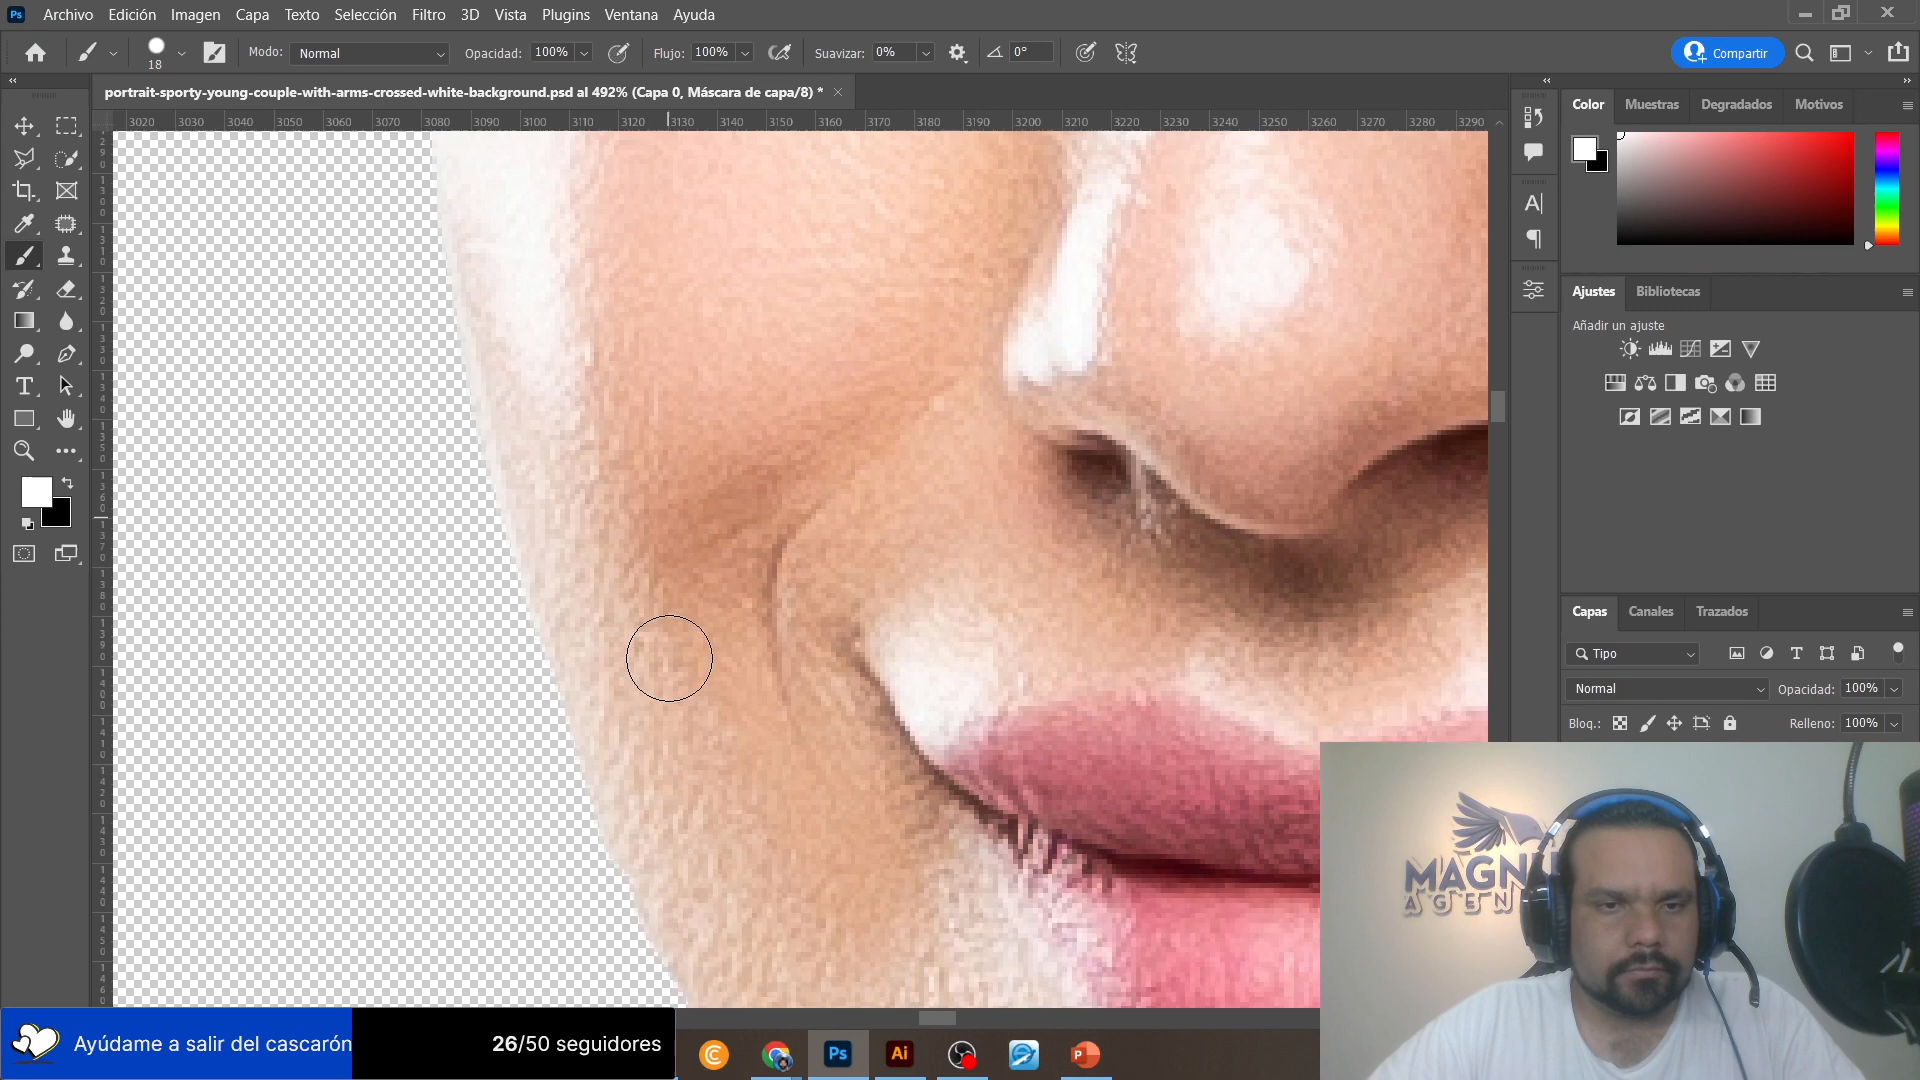 Ps Archivo Edición Imagen Capa Texto Selección Filtro 3D Vista Plugins Ventana Ayuda
18 Modo: Normal Opacidad: 100% Flujo: 100% Suavizar: 0% 0° Compartir
portrait-sporty-young-couple-with-arms-crossed-white-background.psd al 492% (Capa 0, Máscara de capa/8) *
3020 3030 3040 3050 3060 3070 3080 3090 3100 3110 3120 3130 3140 3150 3160 3170 3180 3190 3200 3210 3220 3230 3240 3250 3260 3270 3280 3290
Color Muestras Degradados Motivos
Ajustes Bibliotecas
Añadir un ajuste
Capas Canales Trazados
Tipo
Normal Opacidad: 100%
Bloq.: Relleno: 100%
MAGN
AGEN
Ayúdame a salir del cascarón 26/50 seguidores
Ps Ai